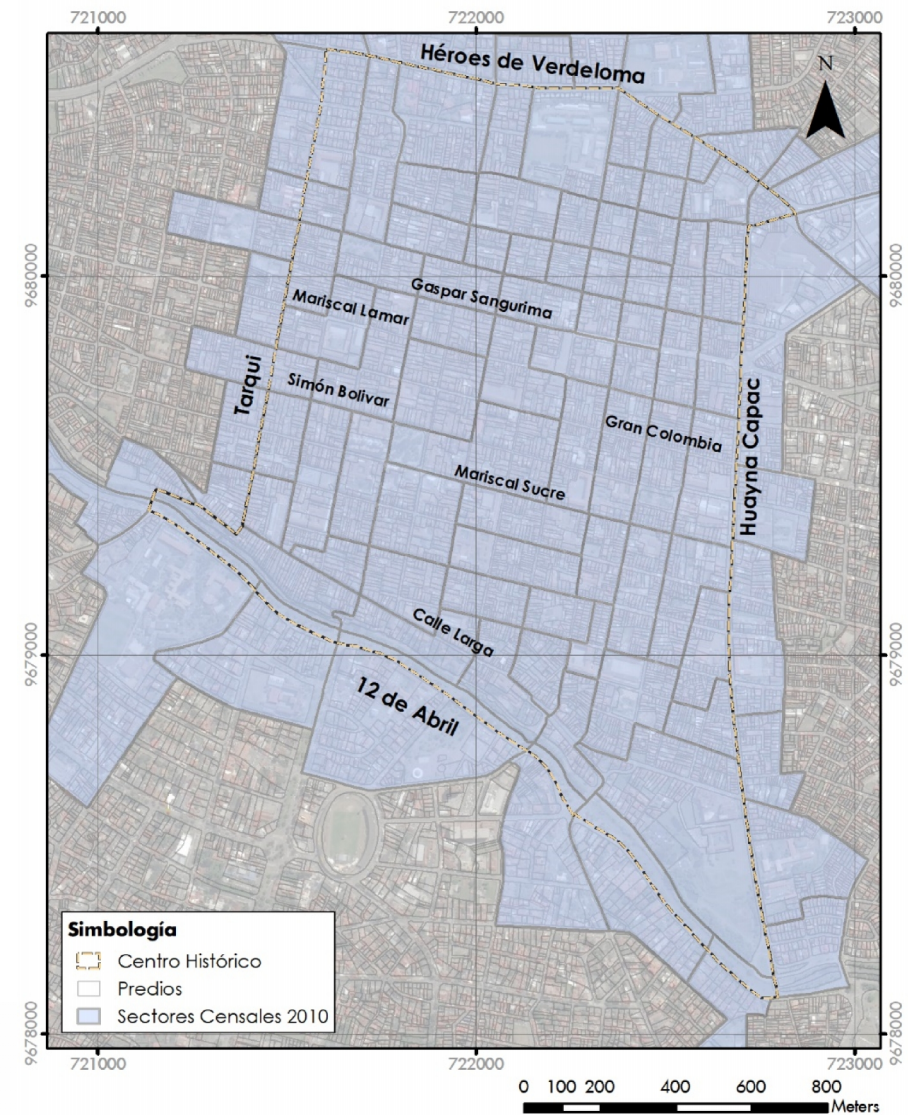 721000 722000 723000
Héroes de Verdeloma
N
9680000 9680000
Gaspar Sangurima
Mariscal Lamar
Tarqui
Simón Bolivar
Huayna Capac
Gran Colombia
Mariscal Sucre
Calle Larga
9679000 9679000
12 de Abril
Simbología
Centro Histórico
Predios
Sectores Censales 2010
9678000 9678000
721000 722000 723000
0 100 200 400 600 800
Meters